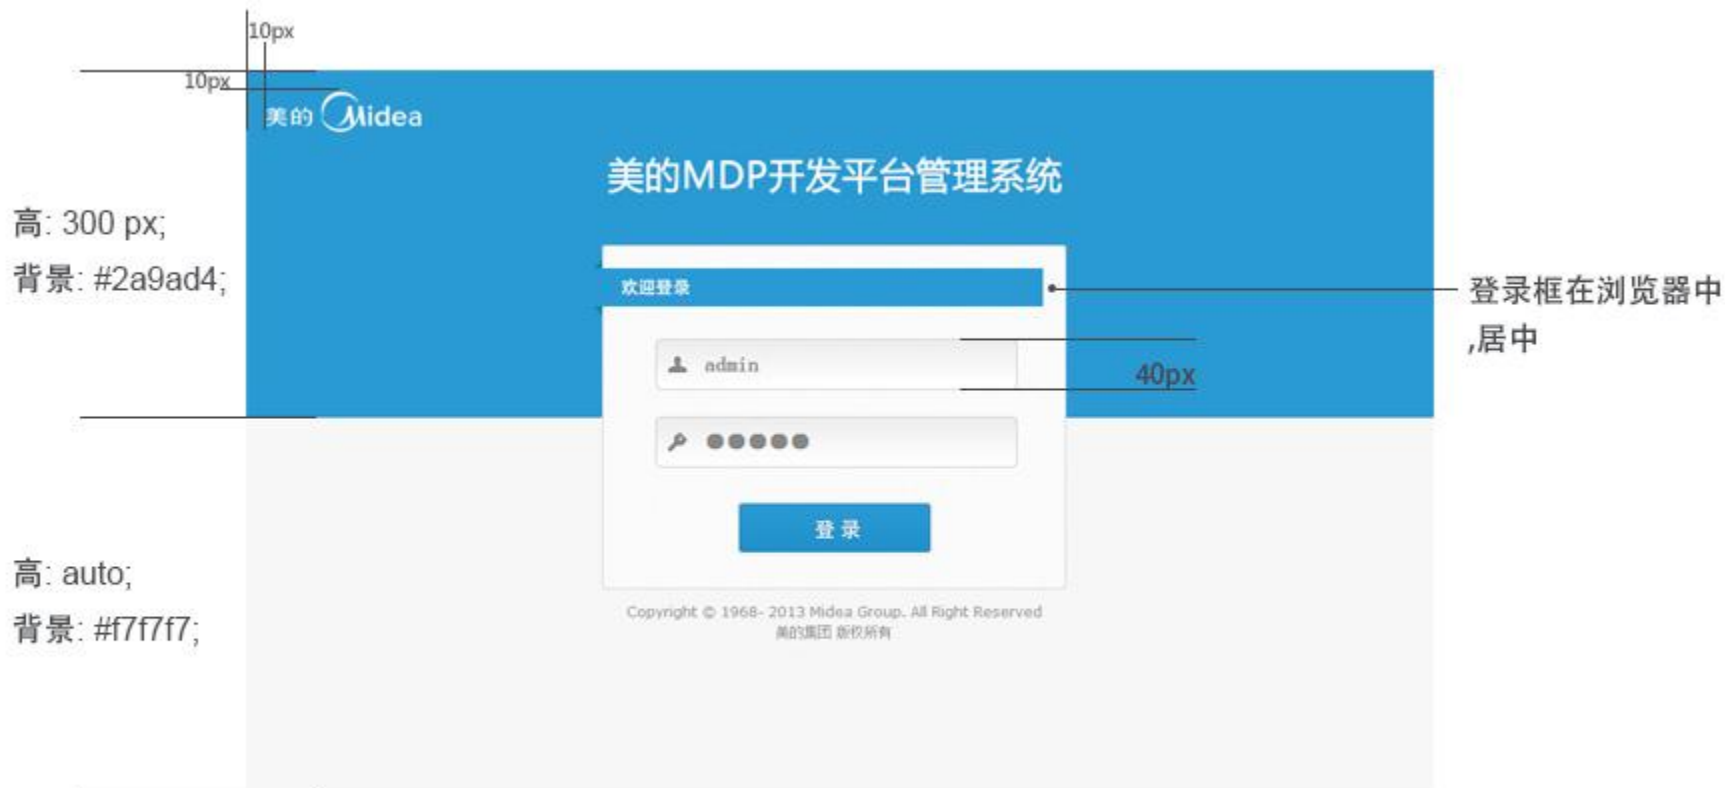 10px
10px
美的 Midea
美的MDP开发平台管理系统
高: 300 px;
背景: #2a9ad4;
欢迎登录
登录框在浏览器中
,居中
admin
40px
登 录
高: auto;
背景: #f7f7f7;
Copyright © 1968- 2013 Midea Group. All Right Reserved
美的集团 版权所有